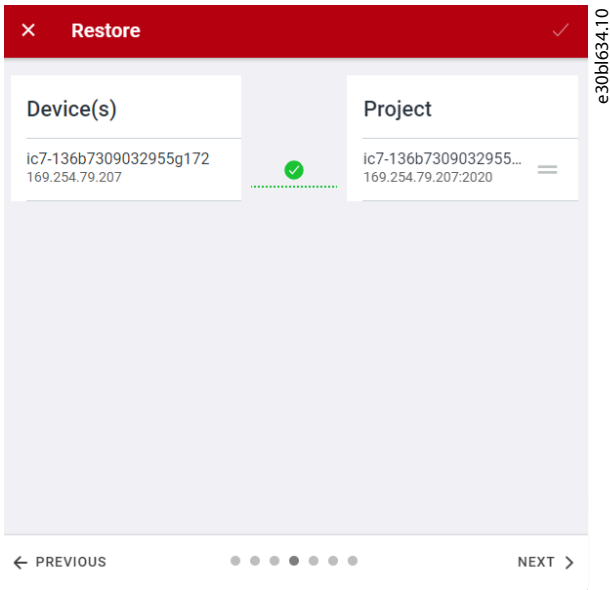 Restore
Device(s)
ic7-136b7309032955g172
169.254.79.207
Project
ic7-136b7309032955...
169.254.79.207:2020
PREVIOUS
NEXT
e30bl634.10